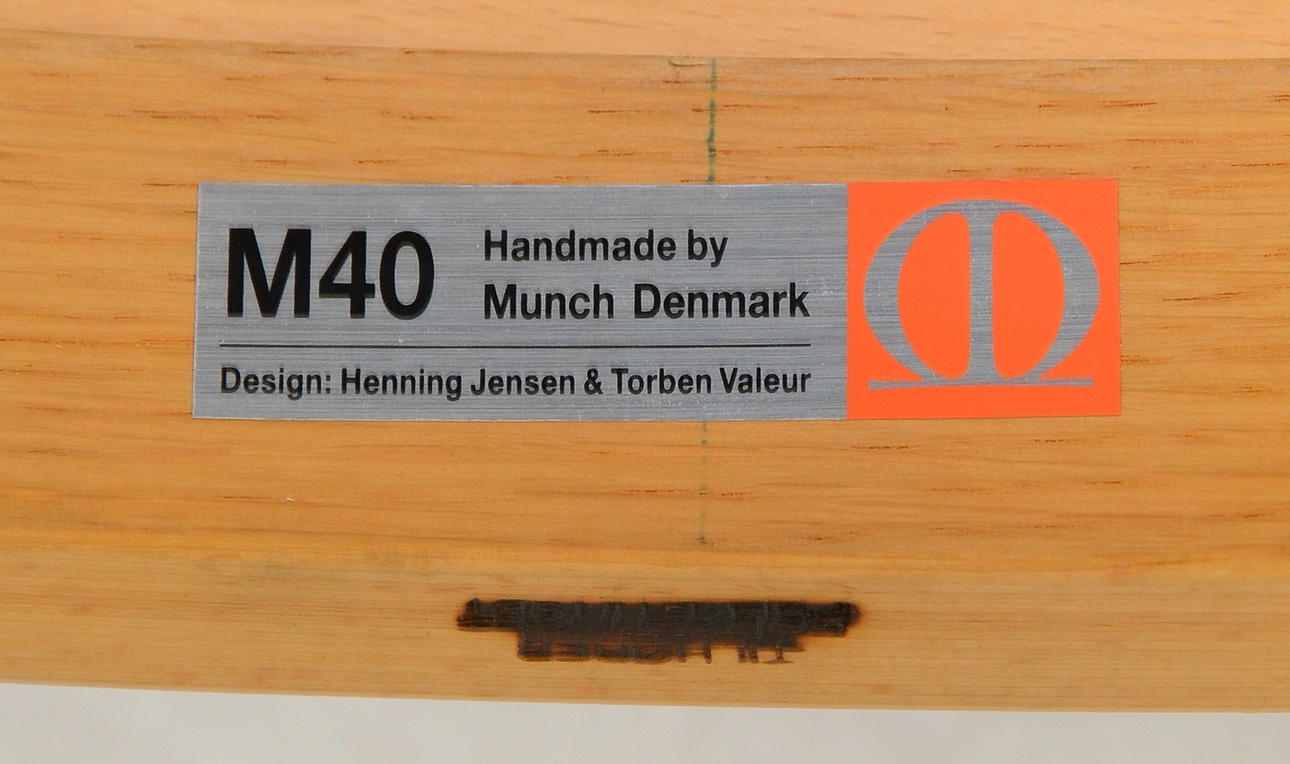 M40
Handmade by
Munch Denmark
Design: Henning Jensen & Torben Valeur